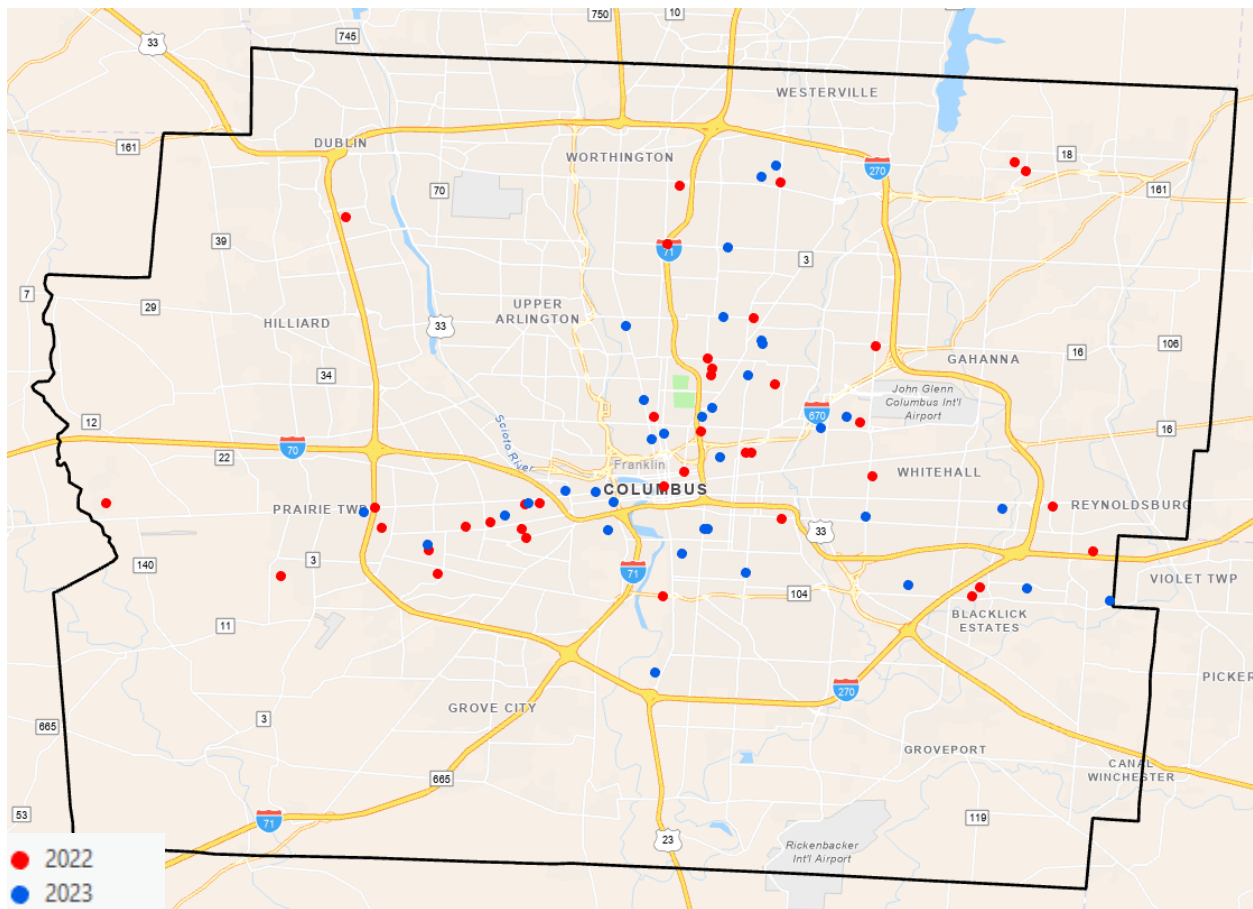 750
10
745
33
WESTERVILLE
161
DUBLIN
WORTHINGTON
18
270
70
161
39
71
3
7
29
UPPER
ARLINGTON
HILLIARD
33
106
16
GAHANNA
34
John Glenn
Columbus Int'l
Airport
12
670
Scioto River
16
70
22
Franklin
WHITEHALL
COLUMBUS
PRAIRIE TWP
REYNOLDSBURG
33
3
140
71
VIOLET TWP
104
BLACKLICK
ESTATES
11
PICKER
270
GROVE CITY
3
665
GROVEPORT
CANAL
WINCHESTER
665
53
71
119
23
Rickenbacker
Int'l Airport
2022
2023